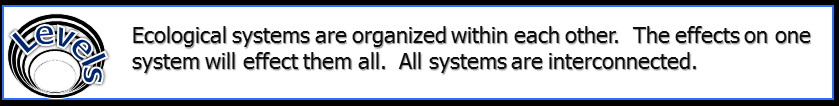 Levels
Ecological systems are organized within each other.  The effects on one
system will effect them all.  All systems are interconnected.